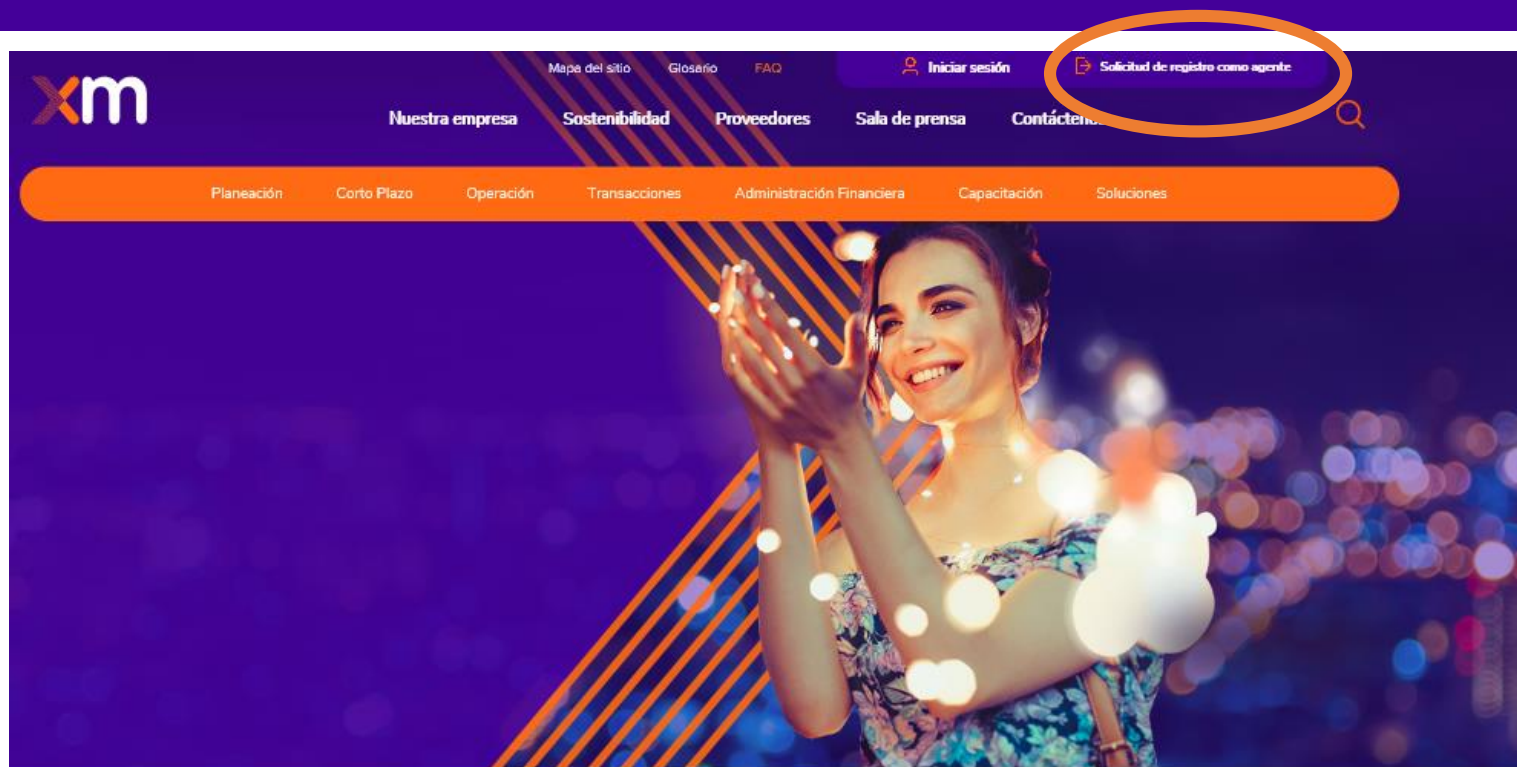 xm
Mapa del sitio Glosario FAQ Iniciar sesión Solicitud de registro como agente
Nuestra empresa Sostenibilidad Proveedores Sala de prensa
Planeación Corto Plazo Operación Transacciones Administración Financiera Capacitación Soluciones